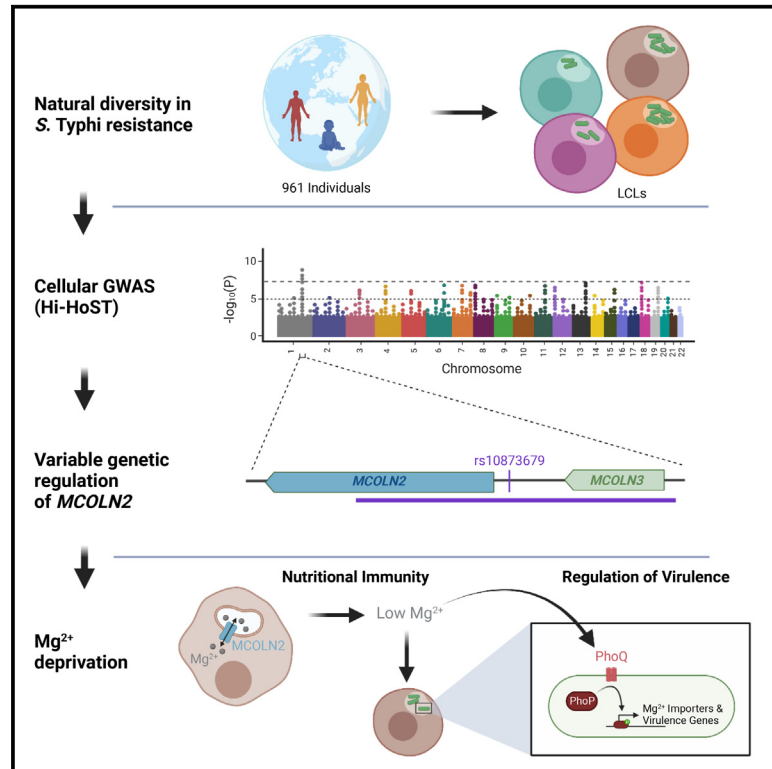 Natural diversity in
S. Typhi resistance
961 Individuals
LCLs
Cellular GWAS
(Hi-HoST)
-log₁₀(P)
10
5
0
1 2 3 4 5 6 7 8 9 10 11 12 13 14 15 16 17 18 19 20 21 22
Chromosome
Variable genetic
regulation
of MCOLN2
rs10873679
MCOLN2
MCOLN3
Nutritional Immunity
Regulation of Virulence
Mg²⁺
deprivation
MCOLN2
Mg²⁺
Low Mg²⁺
PhoQ
PhoP
Mg²⁺ Importers &
Virulence Genes